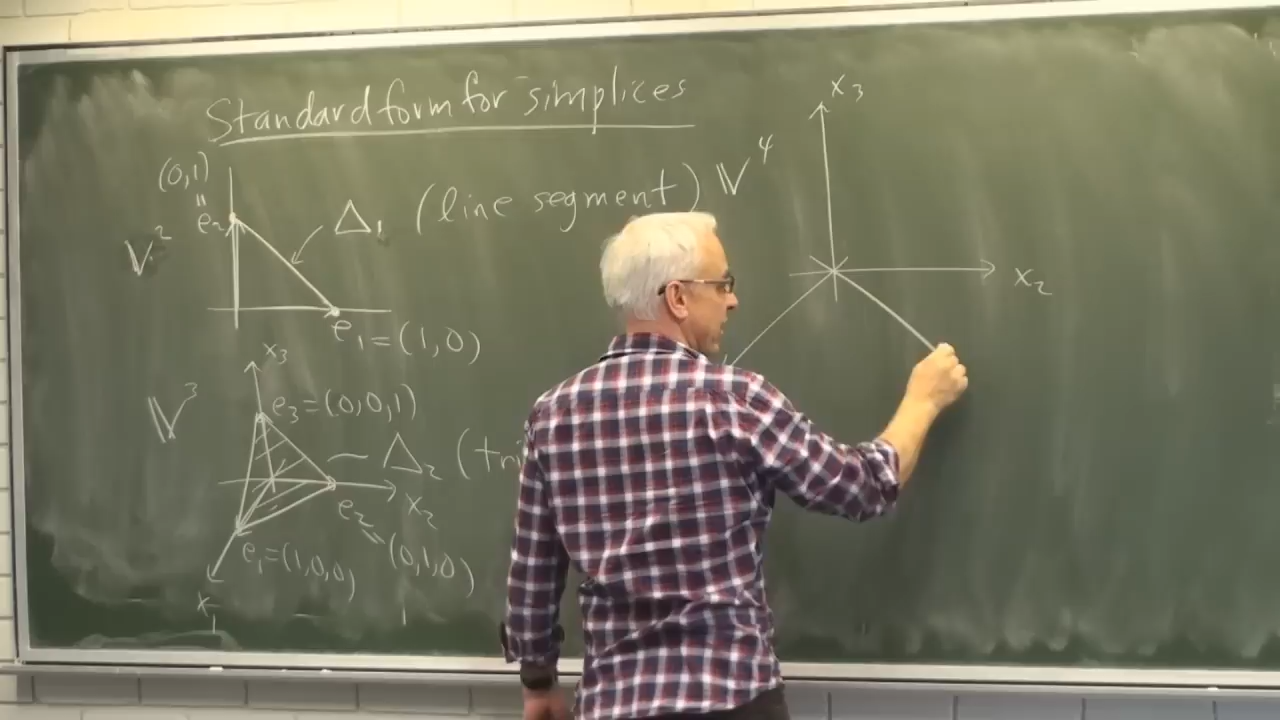 Standard form for simplices
(0,1)
"
e₂
Δ₁ (line segment)
V²
e₁=(1,0)
x₃
V³
e₃=(0,0,1)
Δ₂ (tri
x₂
e₂
(0,1,0)
e₁=(1,0,0)
x₁
V⁴
x₃
x₂